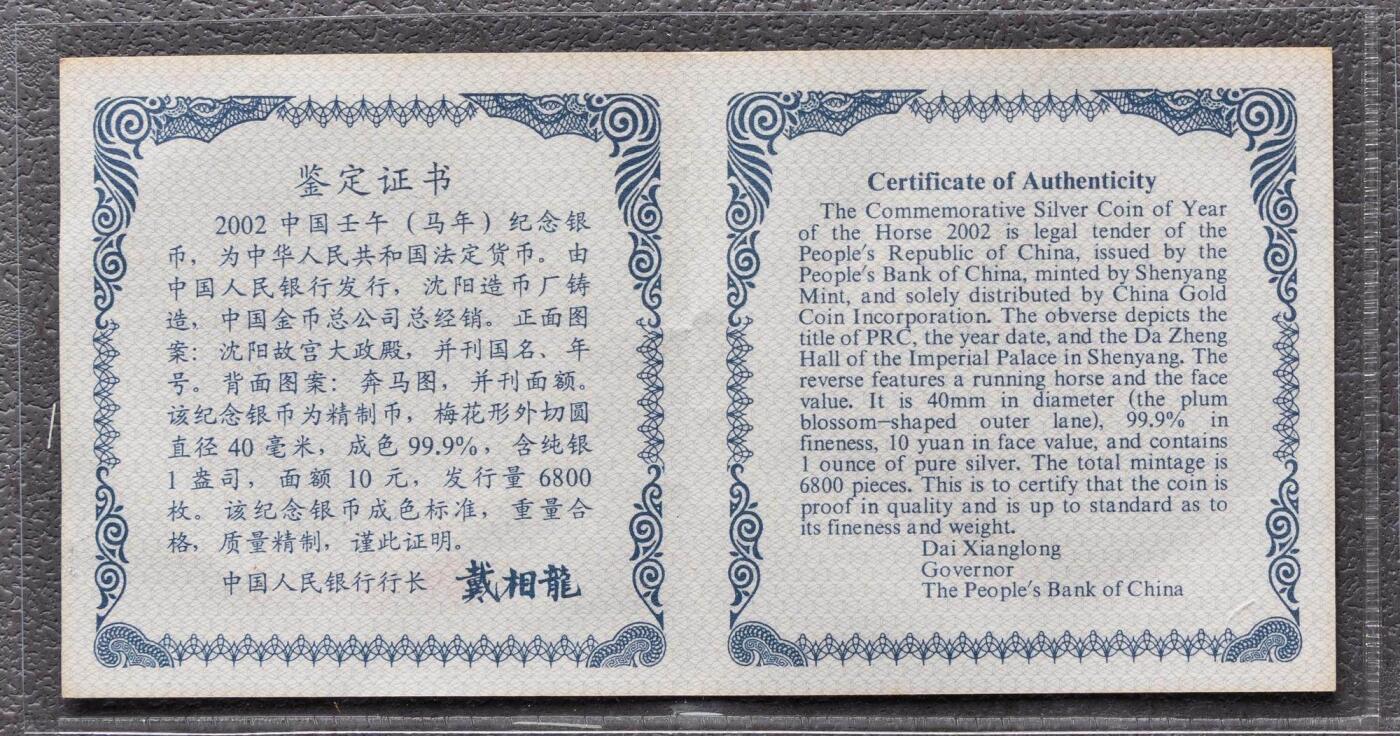 鉴定证书
2002 中国壬午（马年）纪念银
币，为中华人民共和国法定货币。由
中国人民银行发行，沈阳造币厂铸
造，中国金币总公司总经销。正面图
案：沈阳故宫大政殿，并刊国名、年
号。背面图案：奔马图，并刊面额。
该纪念银币为精制币，梅花形外切圆
直径 40 毫米，成色 99.9%，含纯银
1 盎司，面额 10 元，发行量 6800
枚。该纪念银币成色标准，重量合
格，质量精制，谨此证明。
中国人民银行行长 戴相龍
Certificate of Authenticity
The Commemorative Silver Coin of Year
of the Horse 2002 is legal tender of the
People's Republic of China, issued by the
People's Bank of China, minted by Shenyang
Mint, and solely distributed by China Gold
Coin Incorporation. The obverse depicts the
title of PRC, the year date, and the Da Zheng
Hall of the Imperial Palace in Shenyang. The
reverse features a running horse and the face
value. It is 40mm in diameter (the plum
blossom-shaped outer lane), 99.9% in
fineness, 10 yuan in face value, and contains
1 ounce of pure silver. The total mintage is
6800 pieces. This is to certify that the coin is
proof in quality and is up to standard as to
its fineness and weight.
Dai Xianglong
Governor
The People's Bank of China